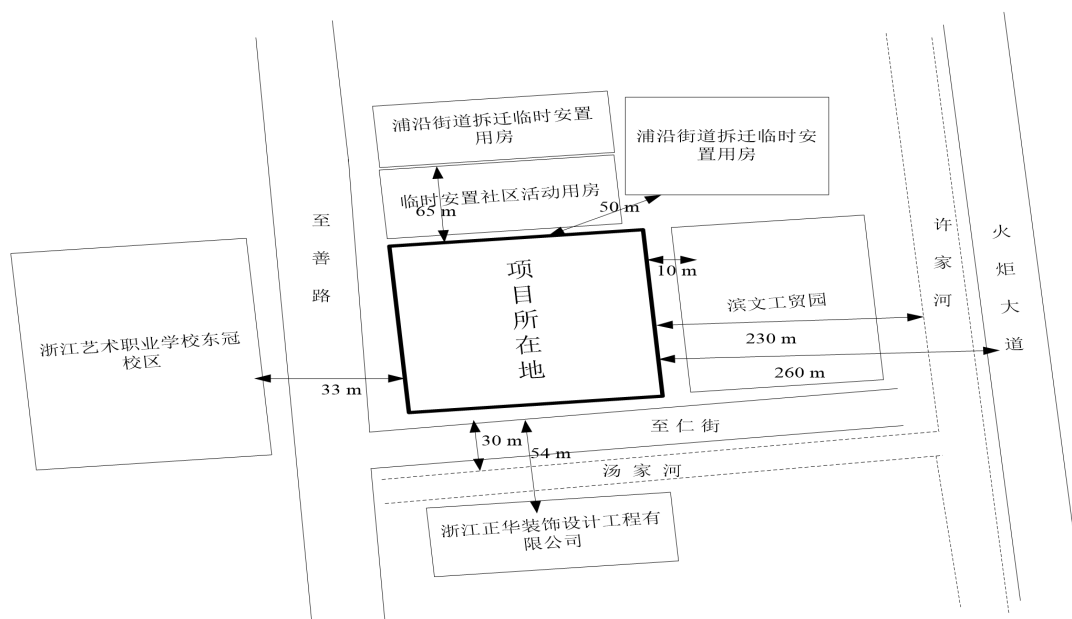 浦沿街道拆迁临时安置
用房
浦沿街道拆迁临时安
置用房
临时安置社区活动用房
65 m
50 m
至善路
许家河
火炬大道
项目所在地
10 m
滨文工贸园
230 m
260 m
浙江艺术职业学校东冠
校区
33 m
至仁街
30 m
54 m
汤家河
浙江正华装饰设计工程有
限公司